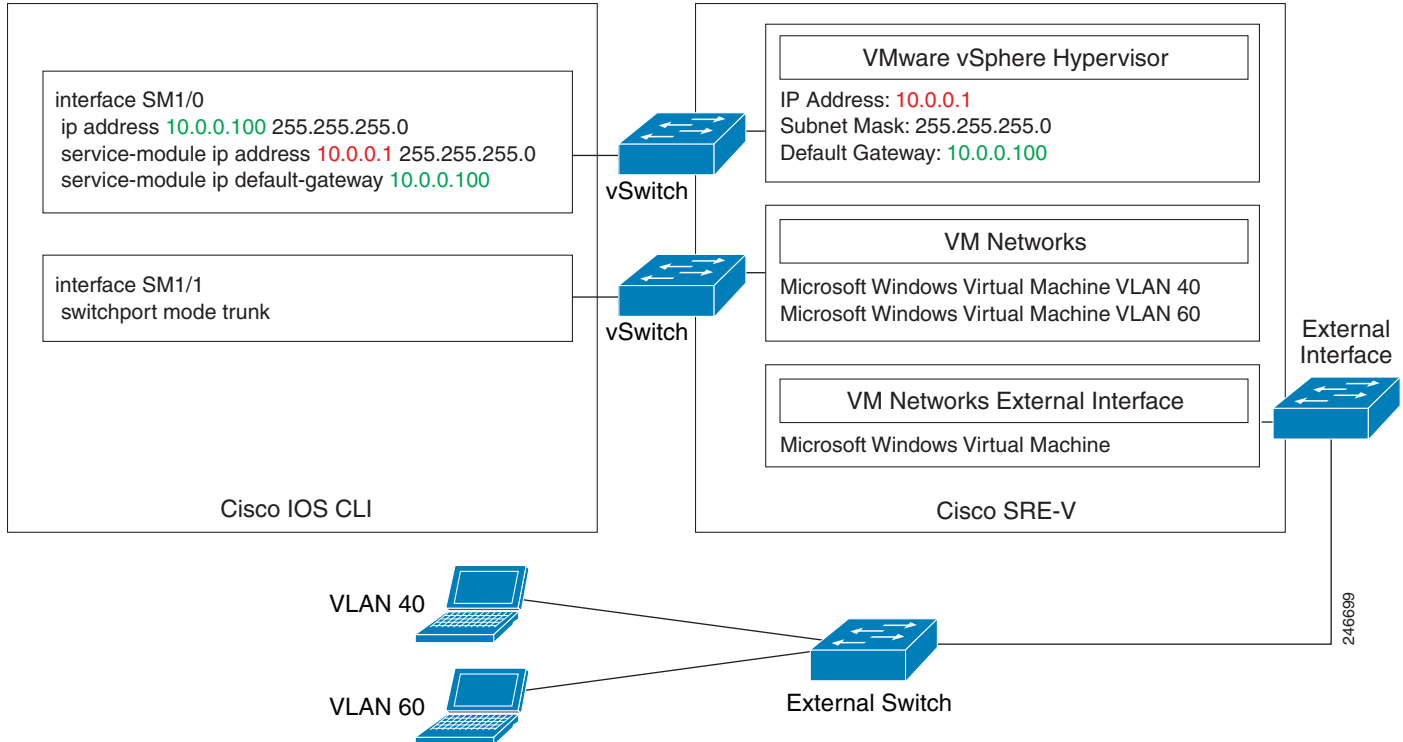 interface SM1/0
ip address 10.0.0.100 255.255.255.0
service-module ip address 10.0.0.1 255.255.255.0
service-module ip default-gateway 10.0.0.100
interface SM1/1
switchport mode trunk
Cisco IOS CLI
vSwitch
vSwitch
VMware vSphere Hypervisor
IP Address: 10.0.0.1
Subnet Mask: 255.255.255.0
Default Gateway: 10.0.0.100
VM Networks
Microsoft Windows Virtual Machine VLAN 40
Microsoft Windows Virtual Machine VLAN 60
VM Networks External Interface
Microsoft Windows Virtual Machine
Cisco SRE-V
External
Interface
VLAN 40
VLAN 60
External Switch
246699